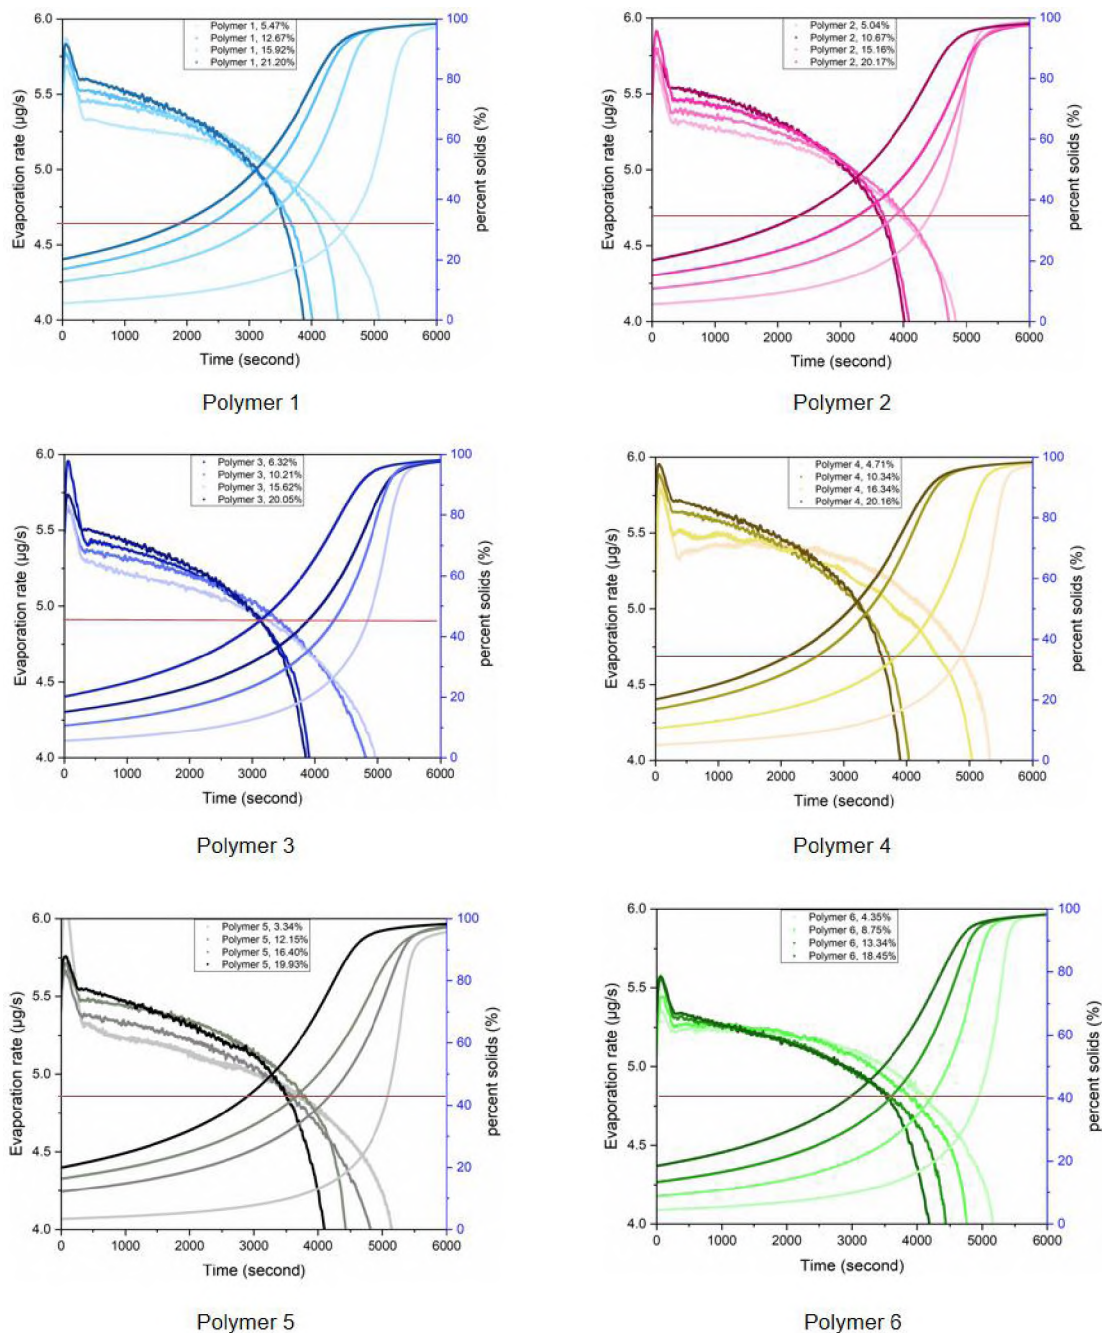 Polymer 1, 5.47%
Polymer 1, 12.67%
Polymer 1, 15.92%
Polymer 1, 21.20%
6.0
5.5
5.0
4.5
4.0
Evaporation rate (µg/s)
100
80
60
40
20
0
percent solids (%)
0 1000 2000 3000 4000 5000 6000
Time (second)
Polymer 1
Polymer 2, 5.04%
Polymer 2, 10.67%
Polymer 2, 15.16%
Polymer 2, 20.17%
6.0
5.5
5.0
4.5
4.0
Evaporation rate (µg/s)
100
80
60
40
20
0
percent solids (%)
0 1000 2000 3000 4000 5000 6000
Time (second)
Polymer 2
Polymer 3, 6.32%
Polymer 3, 10.21%
Polymer 3, 15.62%
Polymer 3, 20.05%
6.0
5.5
5.0
4.5
4.0
Evaporation rate (µg/s)
100
80
60
40
20
0
percent solids (%)
0 1000 2000 3000 4000 5000 6000
Time (second)
Polymer 3
Polymer 4, 4.71%
Polymer 4, 10.34%
Polymer 4, 16.34%
Polymer 4, 20.16%
6.0
5.5
5.0
4.5
4.0
Evaporation rate (µg/s)
100
80
60
40
20
0
percent solids (%)
0 1000 2000 3000 4000 5000 6000
Time (second)
Polymer 4
Polymer 5, 3.34%
Polymer 5, 12.15%
Polymer 5, 16.40%
Polymer 5, 19.93%
6.0
5.5
5.0
4.5
4.0
Evaporation rate (µg/s)
100
80
60
40
20
0
percent solids (%)
0 1000 2000 3000 4000 5000 6000
Time (second)
Polymer 5
Polymer 6, 4.35%
Polymer 6, 8.75%
Polymer 6, 13.34%
Polymer 6, 18.45%
6.0
5.5
5.0
4.5
4.0
Evaporation rate (µg/s)
100
80
60
40
20
0
percent solids (%)
0 1000 2000 3000 4000 5000 6000
Time (second)
Polymer 6